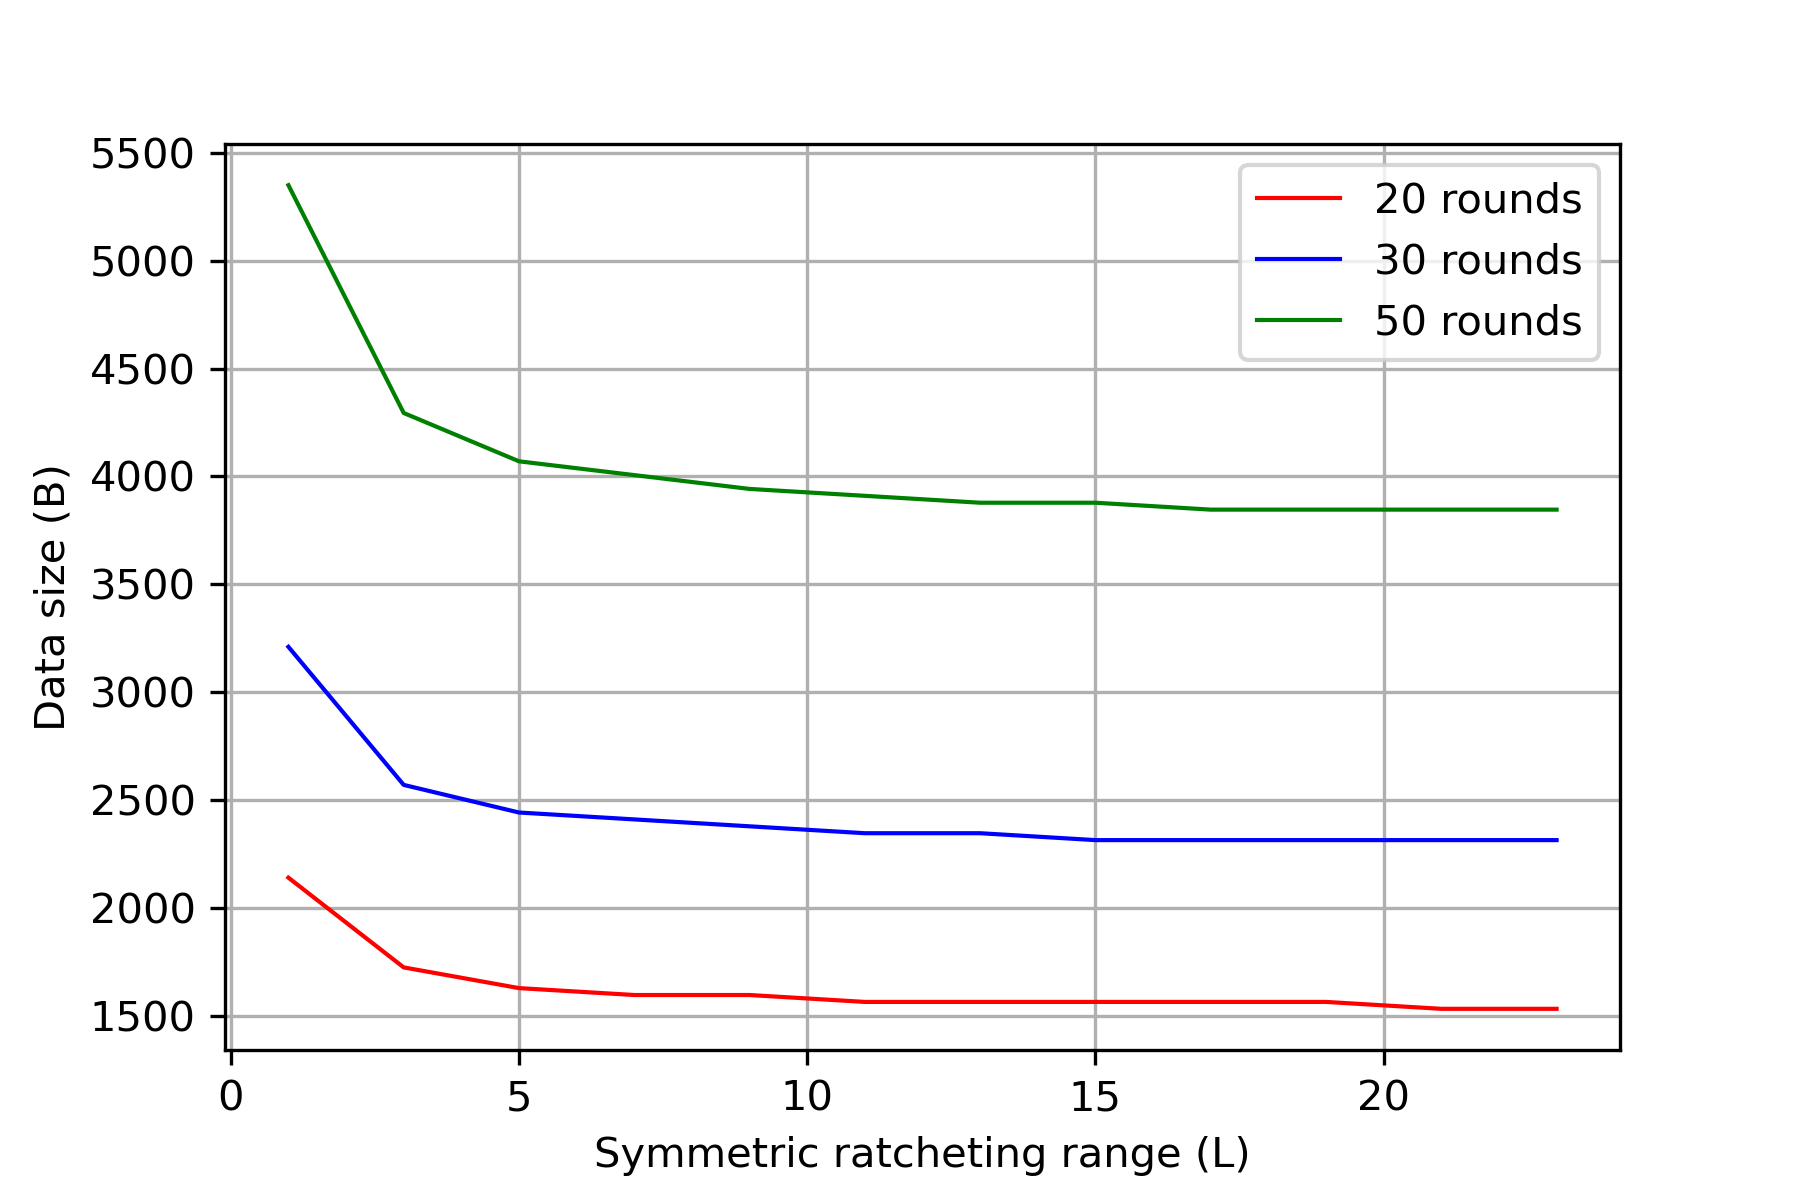 5500
5000
4500
4000
3500
3000
2500
2000
1500
Data size (B)
20 rounds
30 rounds
50 rounds
0 5 10 15 20
Symmetric ratcheting range (L)